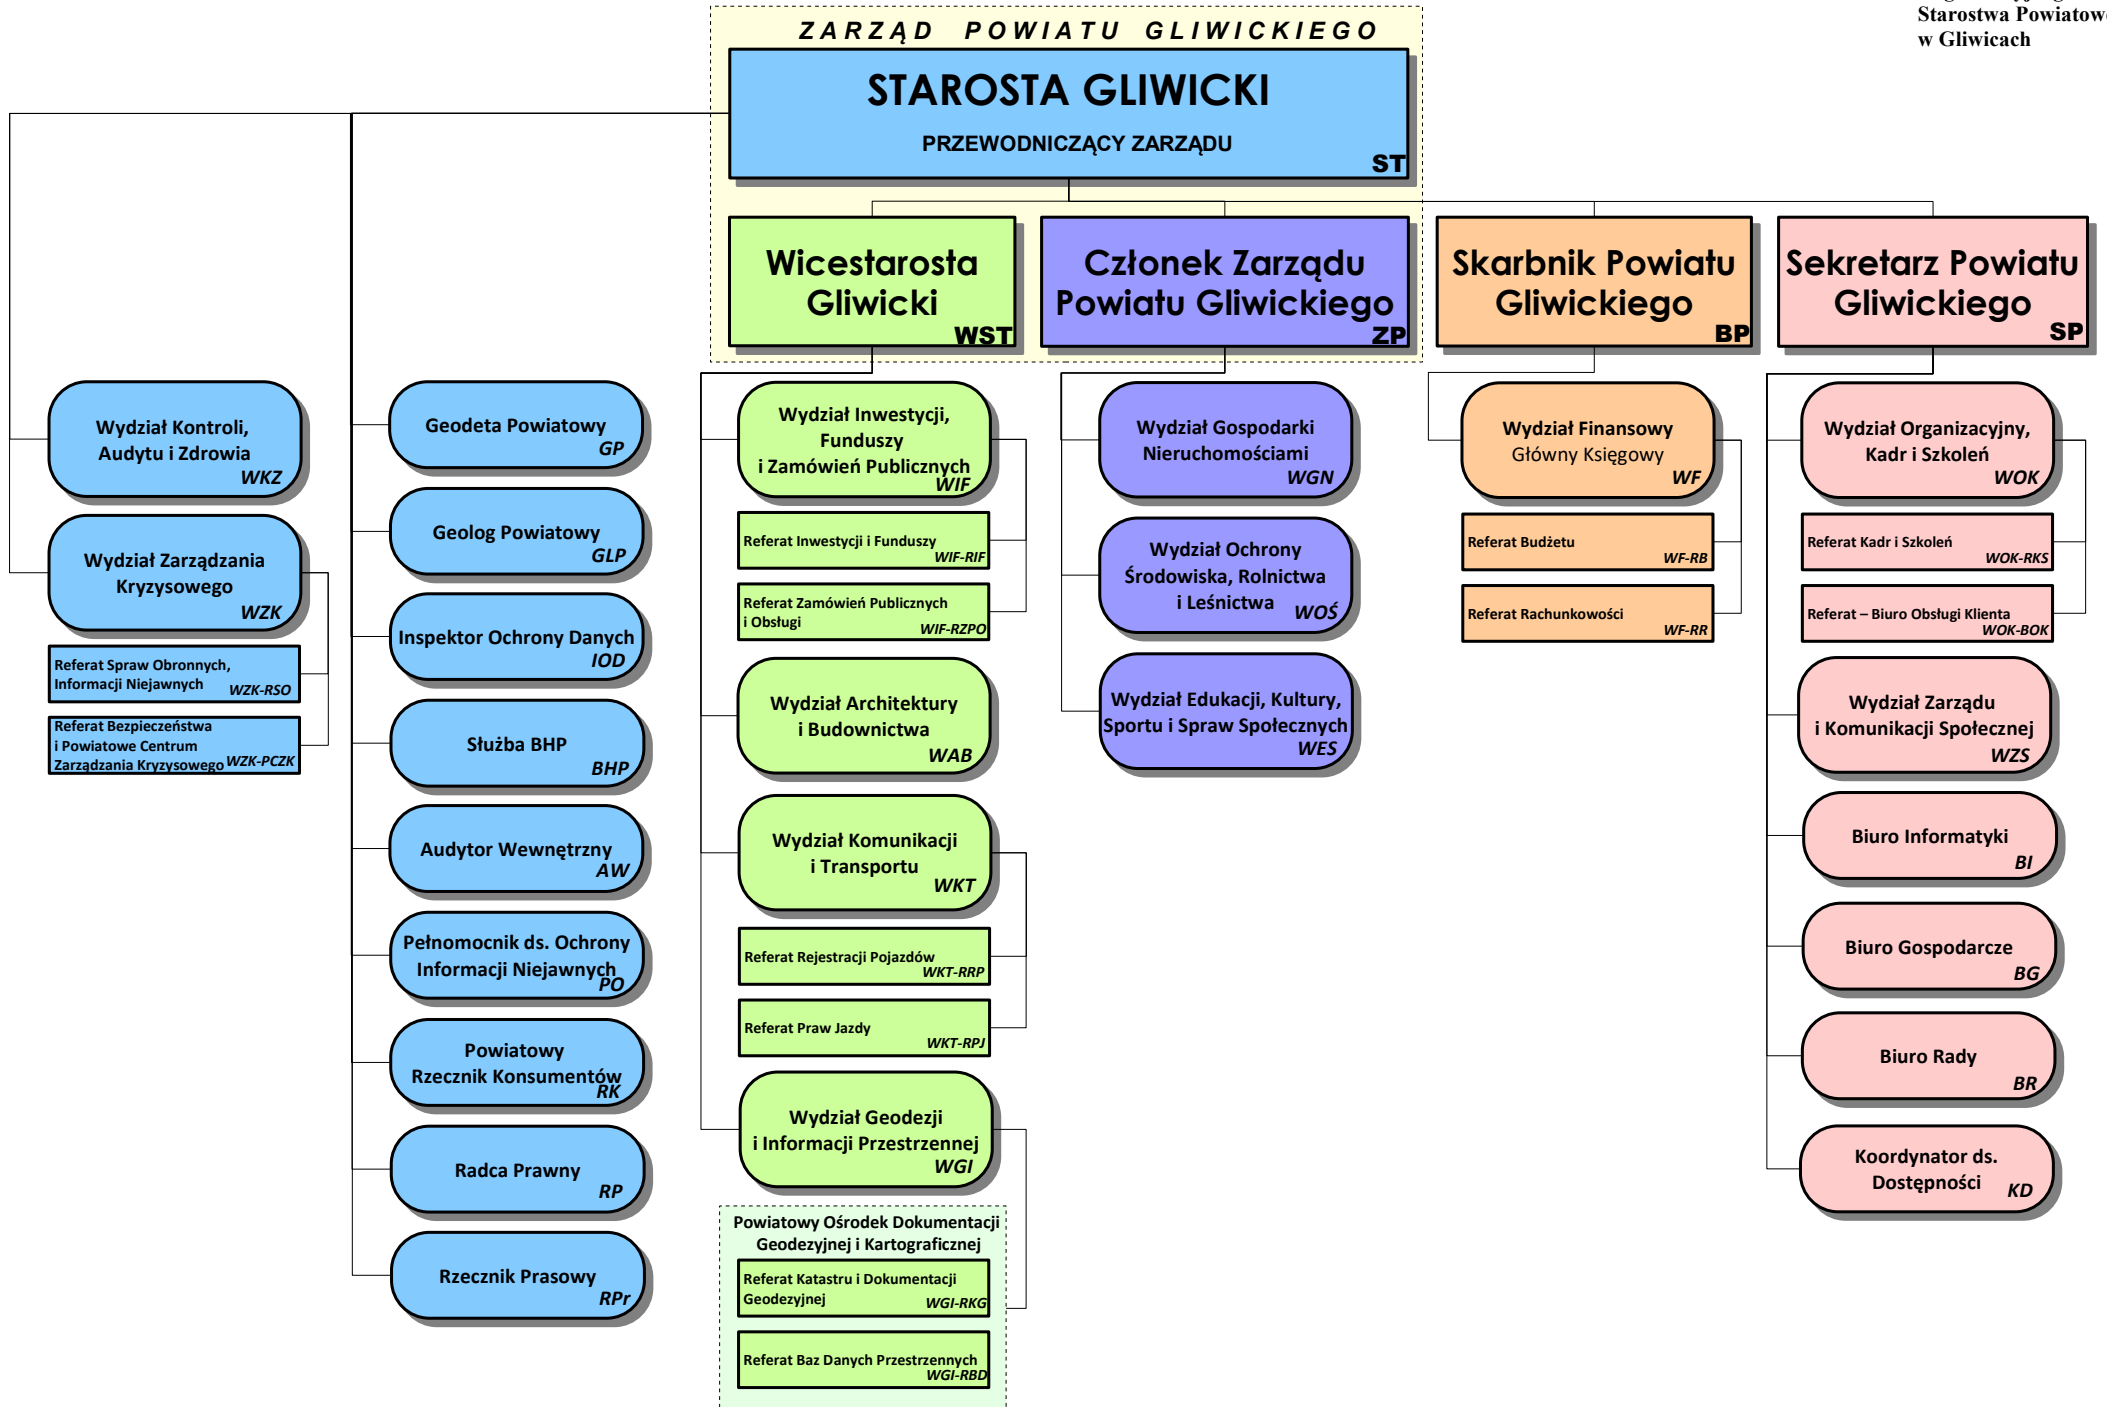 Starostwa Powiatowe
w Gliwicach
ZARZĄD POWIATU GLIWICKIEGO
STAROSTA GLIWICKI
PRZEWODNICZĄCY ZARZĄDU
ST
Wicestarosta
Gliwicki
WST
Członek Zarządu
Powiatu Gliwickiego
ZP
Skarbnik Powiatu
Gliwickiego
BP
Sekretarz Powiatu
Gliwickiego
SP
Wydział Kontroli,
Audytu i Zdrowia
WKZ
Wydział Zarządzania
Kryzysowego
WZK
Referat Spraw Obronnych,
Informacji Niejawnych WZK-RSO
Referat Bezpieczeństwa
i Powiatowe Centrum
Zarządzania Kryzysowego WZK-PCZK
Geodeta Powiatowy
GP
Geolog Powiatowy
GLP
Inspektor Ochrony Danych
IOD
Służba BHP
BHP
Audytor Wewnętrzny
AW
Pełnomocnik ds. Ochrony
Informacji Niejawnych
PO
Powiatowy
Rzecznik Konsumentów
RK
Radca Prawny
RP
Rzecznik Prasowy
RPr
Wydział Inwestycji,
Funduszy
i Zamówień Publicznych
WIF
Referat Inwestycji i Funduszy
WIF-RIF
Referat Zamówień Publicznych
i Obsługi WIF-RZPO
Wydział Architektury
i Budownictwa
WAB
Wydział Komunikacji
i Transportu
WKT
Referat Rejestracji Pojazdów
WKT-RRP
Referat Praw Jazdy
WKT-RPJ
Wydział Geodezji
i Informacji Przestrzennej
WGI
Powiatowy Ośrodek Dokumentacji
Geodezyjnej i Kartograficznej
Referat Katastru i Dokumentacji
Geodezyjnej WGI-RKG
Referat Baz Danych Przestrzennych
WGI-RBD
Wydział Gospodarki
Nieruchomościami
WGN
Wydział Ochrony
Środowiska, Rolnictwa
i Leśnictwa
WOŚ
Wydział Edukacji, Kultury,
Sportu i Spraw Społecznych
WES
Wydział Finansowy
Główny Księgowy
WF
Referat Budżetu
WF-RB
Referat Rachunkowości
WF-RR
Wydział Organizacyjny,
Kadr i Szkoleń
WOK
Referat Kadr i Szkoleń
WOK-RKS
Referat – Biuro Obsługi Klienta
WOK-BOK
Wydział Zarządu
i Komunikacji Społecznej
WZS
Biuro Informatyki
BI
Biuro Gospodarcze
BG
Biuro Rady
BR
Koordynator ds.
Dostępności
KD